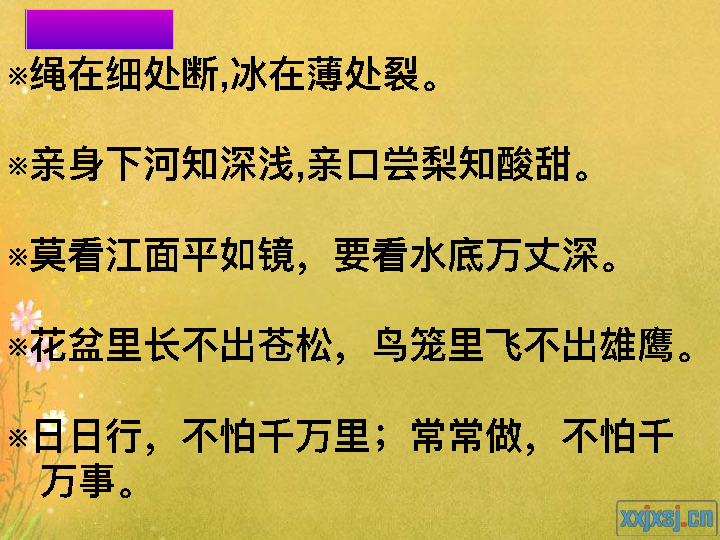 ※绳在细处断,冰在薄处裂。
※亲身下河知深浅,亲口尝梨知酸甜。
※莫看江面平如镜，要看水底万丈深。
※花盆里长不出苍松，鸟笼里飞不出雄鹰。
※日日行，不怕千万里；常常做，不怕千
万事。
xxjxsj.cn